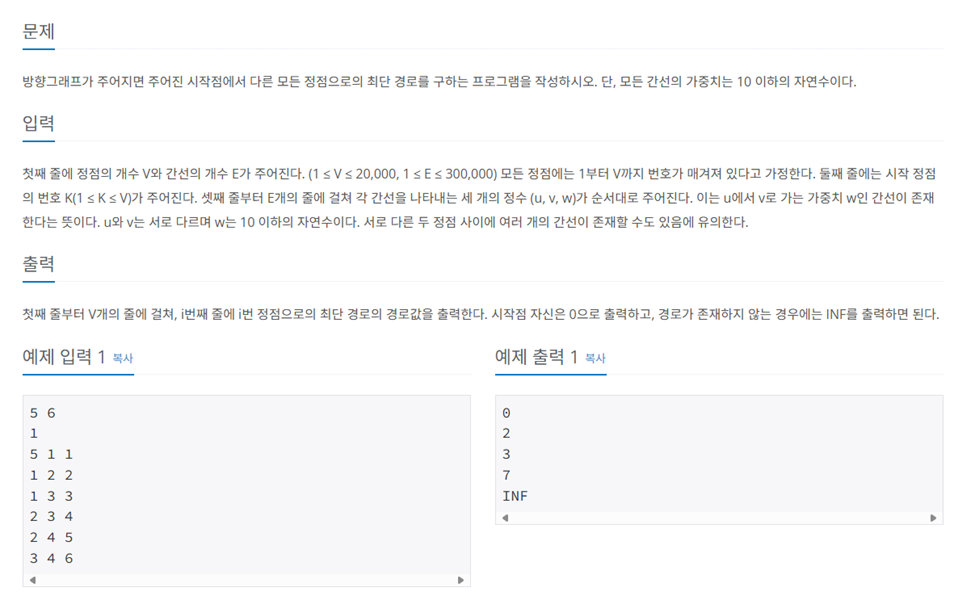 문제
방향그래프가 주어지면 주어진 시작점에서 다른 모든 정점으로의 최단 경로를 구하는 프로그램을 작성하시오. 단, 모든 간선의 가중치는 10 이하의 자연수이다.
입력
첫째 줄에 정점의 개수 V와 간선의 개수 E가 주어진다. (1 ≤ V ≤ 20,000, 1 ≤ E ≤ 300,000) 모든 정점에는 1부터 V까지 번호가 매겨져 있다고 가정한다. 둘째 줄에는 시작 정점
의 번호 K(1 ≤ K ≤ V)가 주어진다. 셋째 줄부터 E개의 줄에 걸쳐 각 간선을 나타내는 세 개의 정수 (u, v, w)가 순서대로 주어진다. 이는 u에서 v로 가는 가중치 w인 간선이 존재
한다는 뜻이다. u와 v는 서로 다르며 w는 10 이하의 자연수이다. 서로 다른 두 정점 사이에 여러 개의 간선이 존재할 수도 있음에 유의한다.
출력
첫째 줄부터 V개의 줄에 걸쳐, i번째 줄에 i번 정점으로의 최단 경로의 경로값을 출력한다. 시작점 자신은 0으로 출력하고, 경로가 존재하지 않는 경우에는 INF를 출력하면 된다.
예제 입력 1 복사
5 6
1
5 1 1
1 2 2
1 3 3
2 3 4
2 4 5
3 4 6
예제 출력 1 복사
0
2
3
7
INF